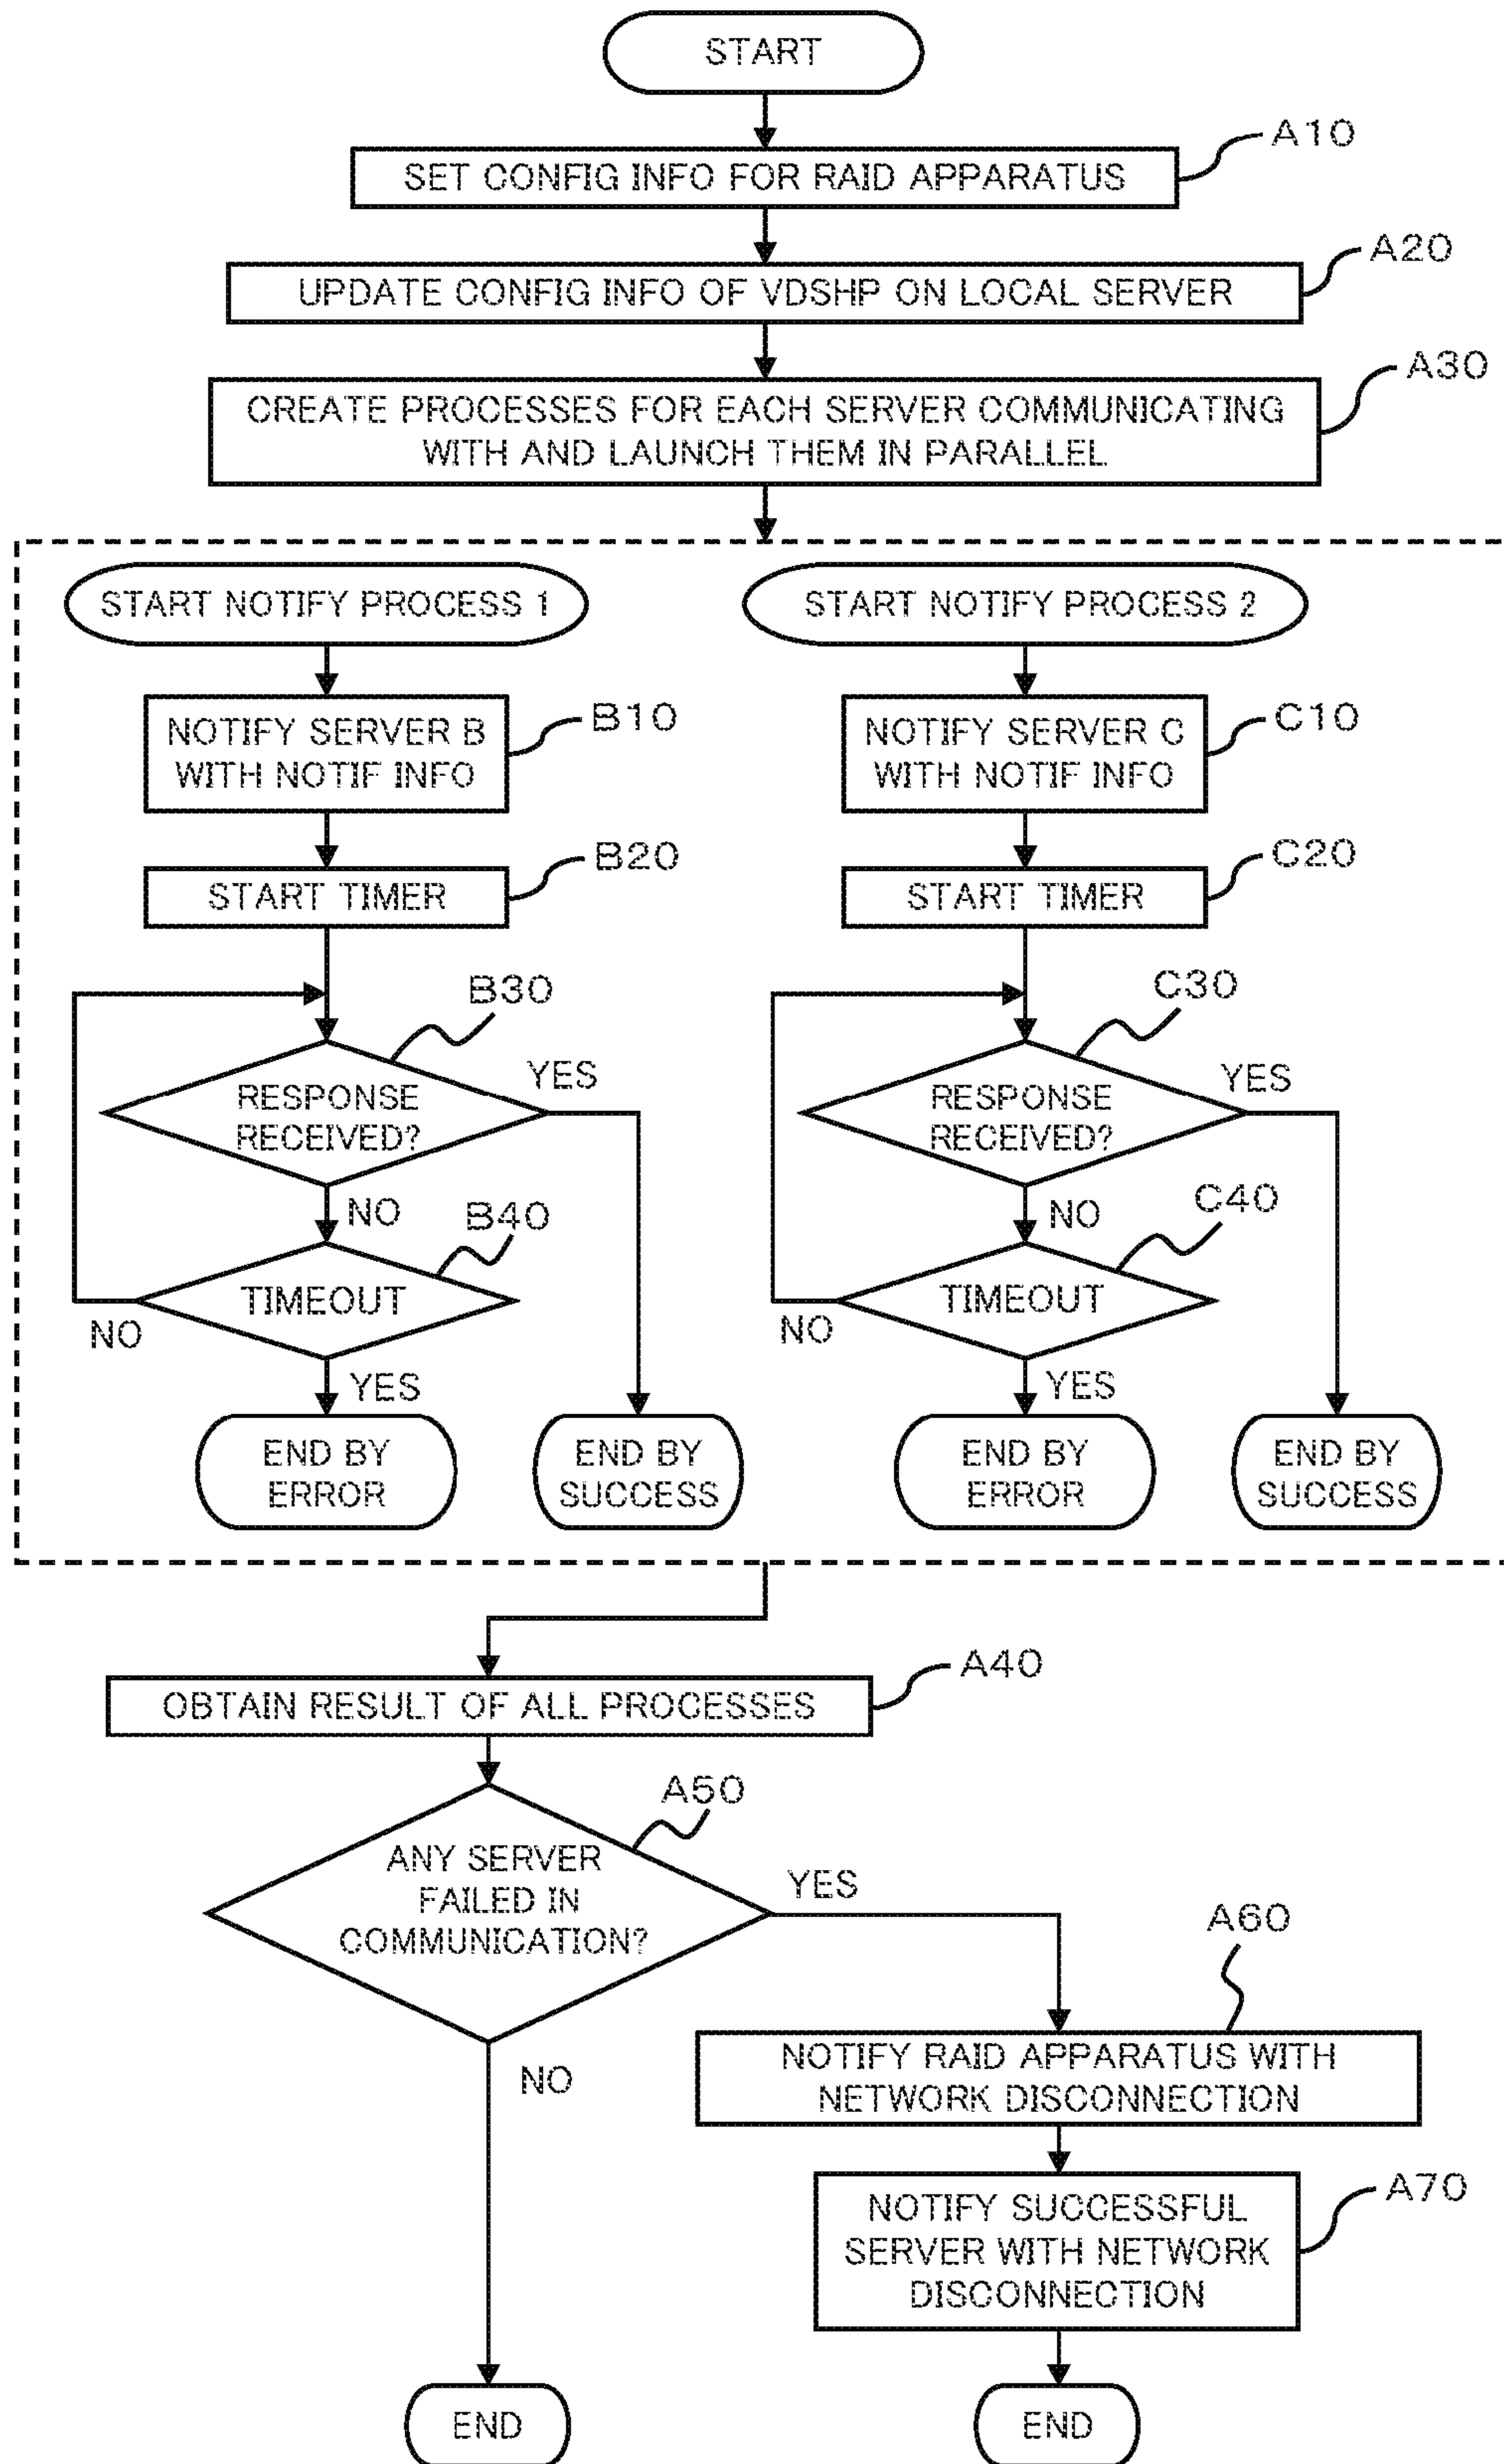 START
A10
SET CONFIG INFO FOR RAID APPARATUS
A20
UPDATE CONFIG INFO OF VDSHP ON LOCAL SERVER
A30
CREATE PROCESSES FOR EACH SERVER COMMUNICATING
WITH AND LAUNCH THEM IN PARALLEL
START NOTIFY PROCESS 1
NOTIFY SERVER B
WITH NOTIF INFO
B10
START TIMER
B20
B30
RESPONSE
RECEIVED?
YES
NO
B40
TIMEOUT
NO
YES
END BY
ERROR
END BY
SUCCESS
START NOTIFY PROCESS 2
NOTIFY SERVER C
WITH NOTIF INFO
C10
START TIMER
C20
C30
RESPONSE
RECEIVED?
YES
NO
C40
TIMEOUT
NO
YES
END BY
ERROR
END BY
SUCCESS
A40
OBTAIN RESULT OF ALL PROCESSES
A50
ANY SERVER
FAILED IN
COMMUNICATION?
YES
NO
A60
NOTIFY RAID APPARATUS WITH
NETWORK DISCONNECTION
A70
NOTIFY SUCCESSFUL
SERVER WITH NETWORK
DISCONNECTION
END
END